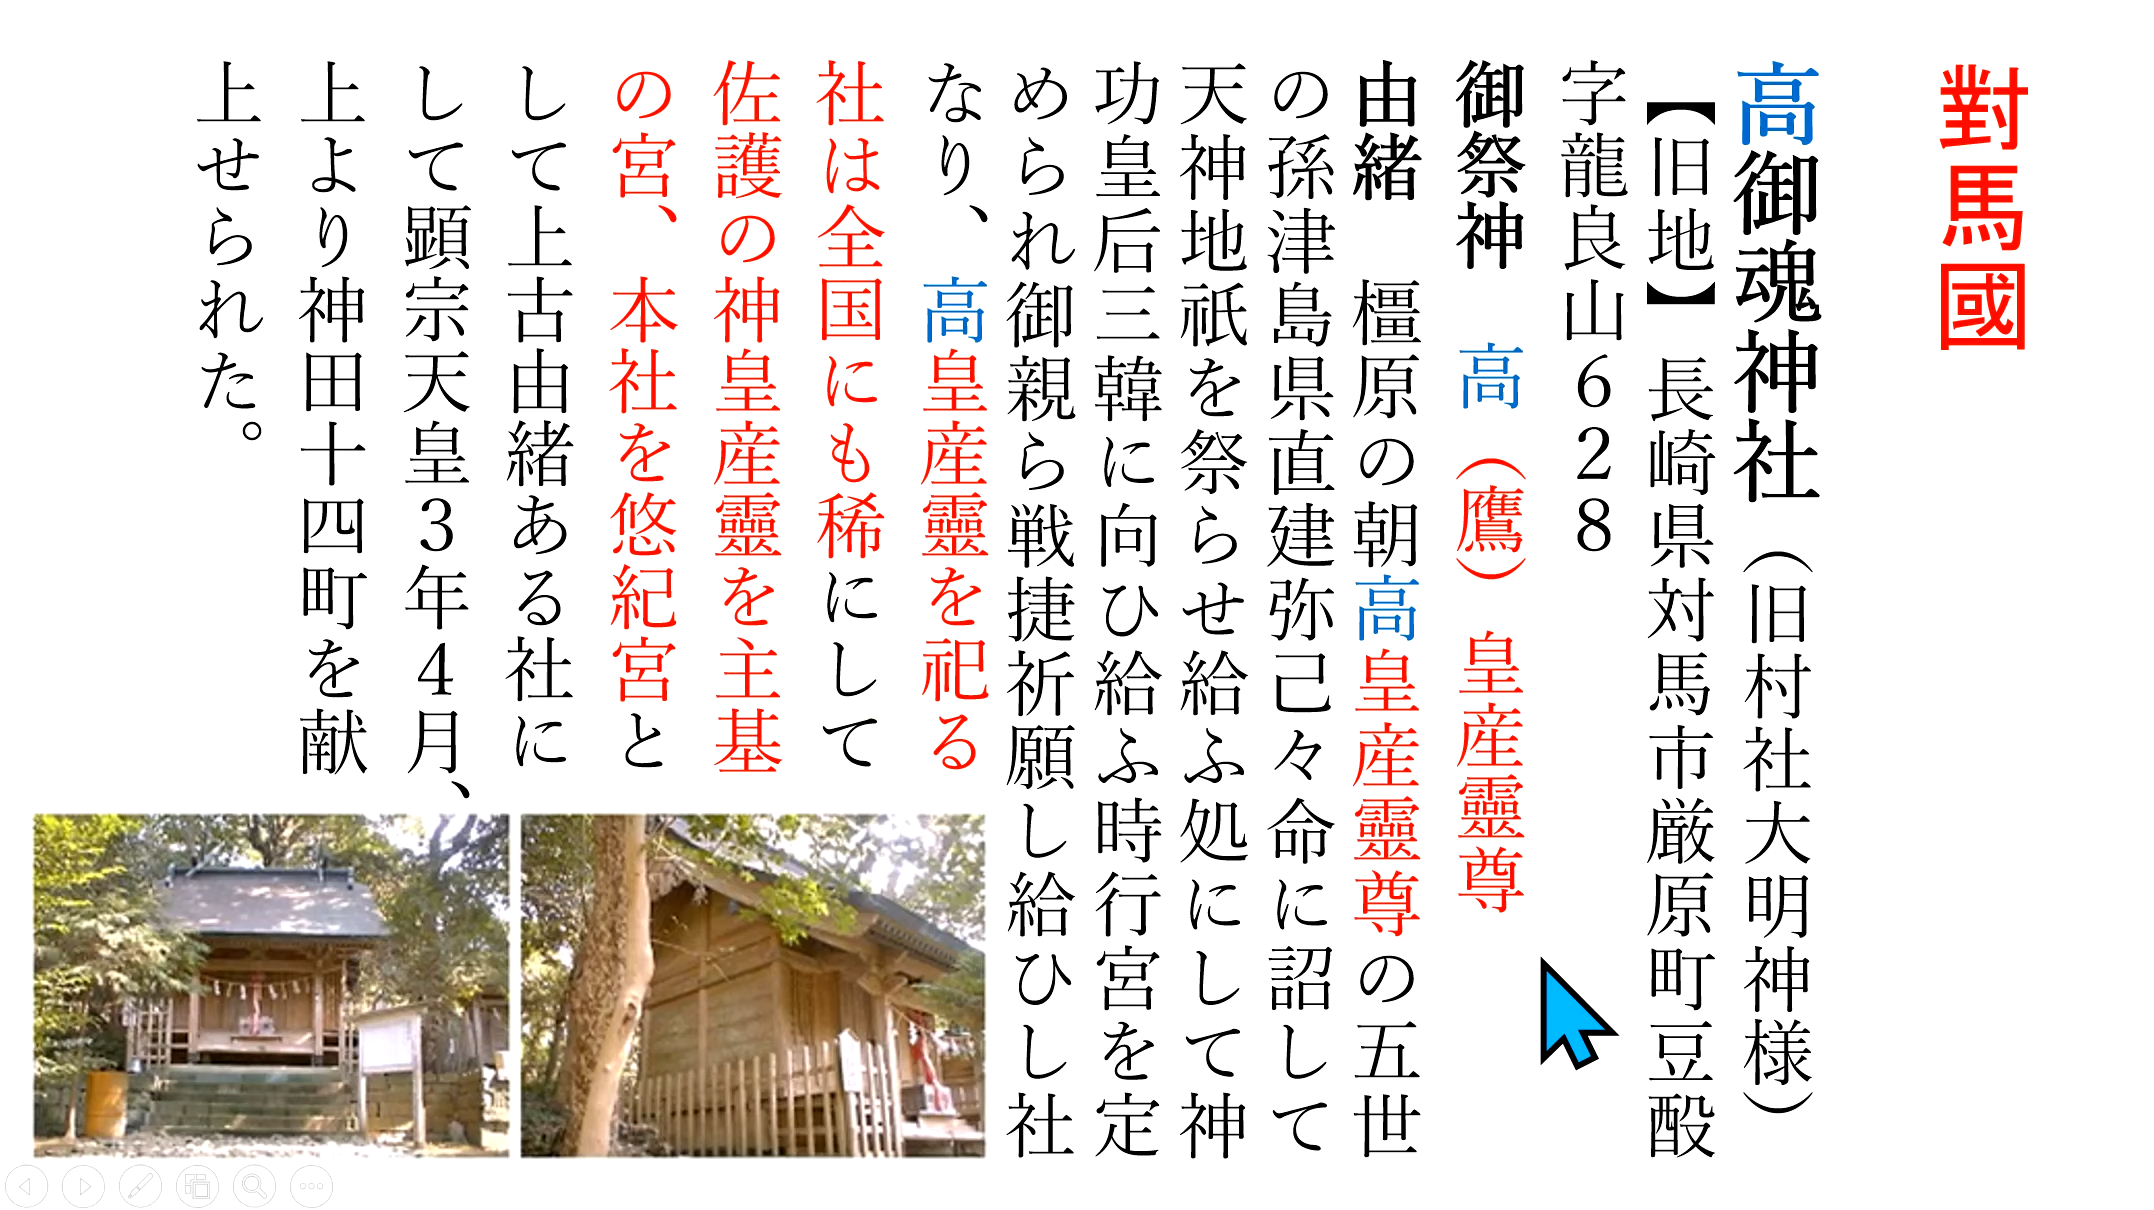 對馬國
高御魂神社（旧村社大明神様）
【旧地】長崎県対馬市厳原町豆酘
字龍良山６２８
御祭神　高（鷹）皇産靈尊
由緒　橿原の朝高皇産靈尊の五世
の孫津島県直建弥己々命に詔して
天神地祇を祭らせ給ふ処にして神
功皇后三韓に向ひ給ふ時行宮を定
められ御親ら戦捷祈願し給ひし社
なり、高皇産靈を祀る
社は全国にも稀にして
佐護の神皇産靈を主基
の宮、本社を悠紀宮と
して上古由緒ある社に
して顕宗天皇３年４月、
上より神田十四町を献
上せられた。